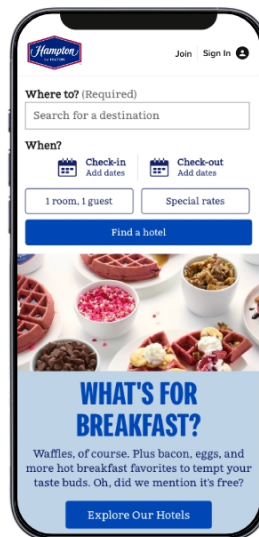 Hampton
Join Sign In
Where to? (Required)
Search for a destination
When?
Check-in
Add dates
Check-out
Add dates
1 room, 1 guest
Special rates
Find a hotel
WHAT'S FOR
BREAKFAST?
Waffles, of course. Plus bacon, eggs, and
more hot breakfast favorites to tempt your
taste buds. Oh, did we mention it's free?
Explore Our Hotels